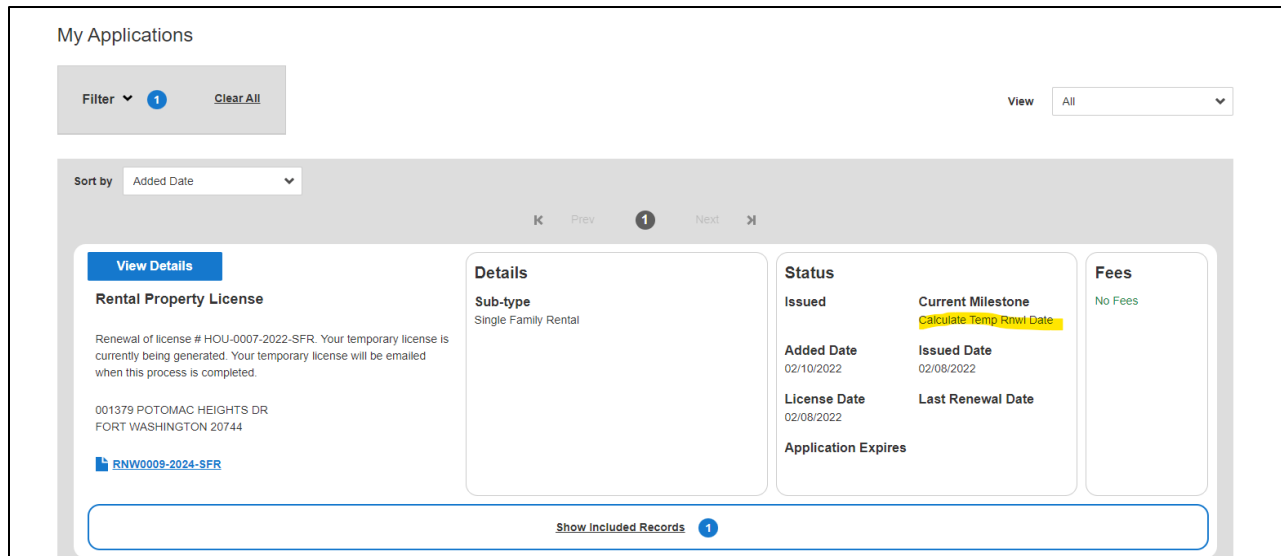 My Applications
Filter 1 Clear All
View All
Sort by Added Date
Prev 1 Next
View Details
Rental Property License
Renewal of license # HOU-0007-2022-SFR. Your temporary license is
currently being generated. Your temporary license will be emailed
when this process is completed.
001379 POTOMAC HEIGHTS DR
FORT WASHINGTON 20744
RNW0009-2024-SFR
Details
Sub-type
Single Family Rental
Status
Issued
Current Milestone
Calculate Temp Rnwl Date
Added Date
02/10/2022
Issued Date
02/08/2022
License Date
02/08/2022
Last Renewal Date
Application Expires
Fees
No Fees
Show Included Records 1